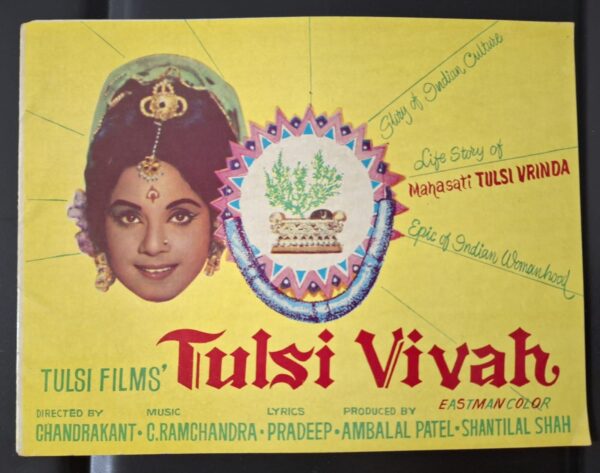 Glory of Indian Culture
Life Story of
Mahasati TULSI VRINDA
Epic of Indian Womanhood
TULSI FILMS' Tulsi Vivah
EASTMANCOLOR
DIRECTED BY MUSIC LYRICS PRODUCED BY
CHANDRAKANT • C.RAMCHANDRA • PRADEEP • AMBALAL PATEL • SHANTILAL SHAH